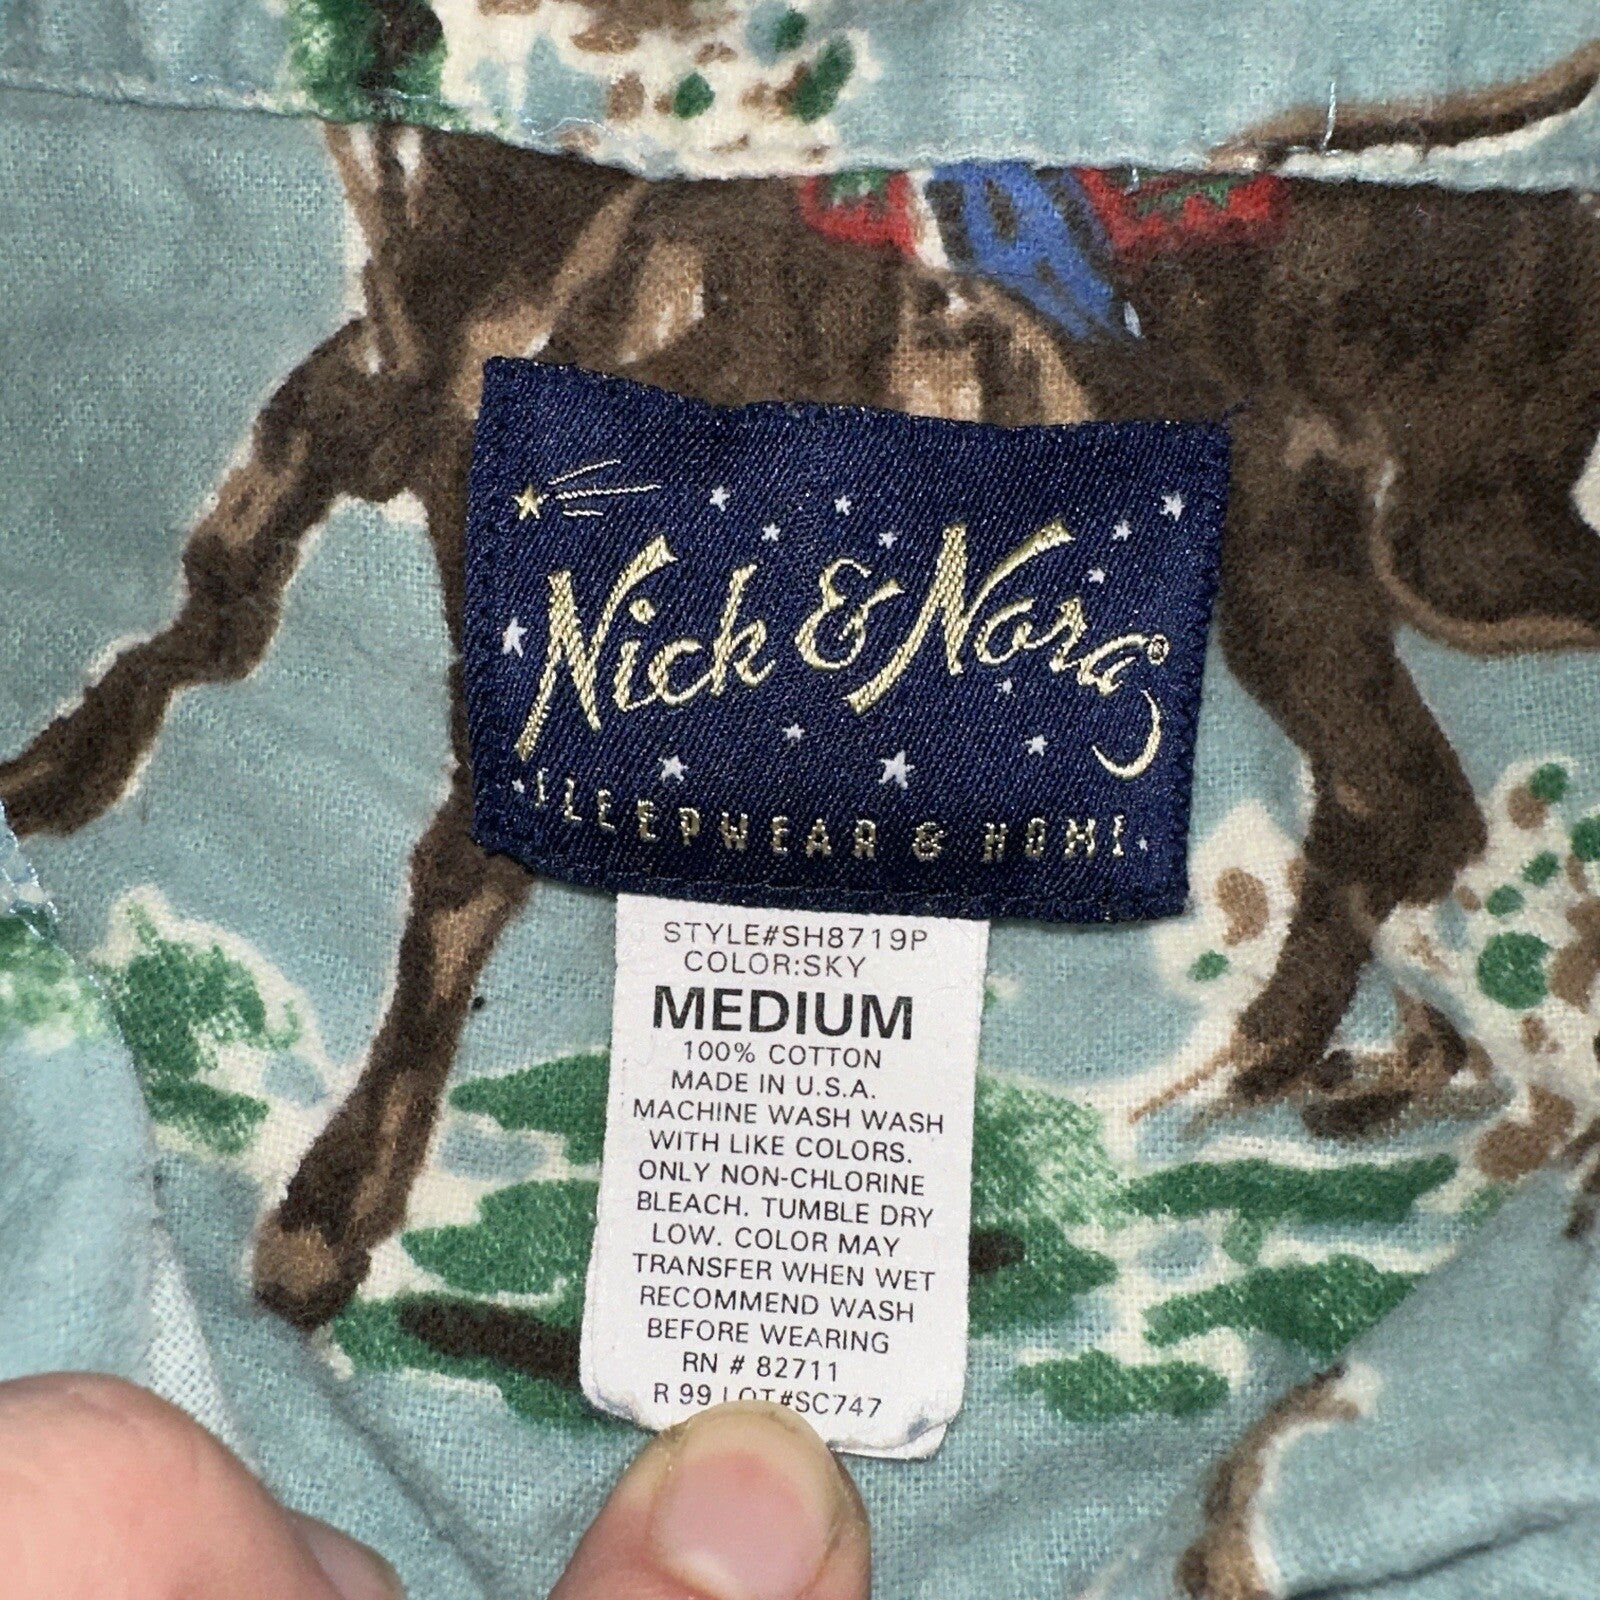 Nick & Nora®
SLEEPWEAR & HOME
STYLE#SH8719P
COLOR:SKY
MEDIUM
100% COTTON
MADE IN U.S.A.
MACHINE WASH WASH
WITH LIKE COLORS.
ONLY NON-CHLORINE
BLEACH. TUMBLE DRY
LOW. COLOR MAY
TRANSFER WHEN WET
RECOMMEND WASH
BEFORE WEARING
RN # 82711
R 99 LOT#SC747